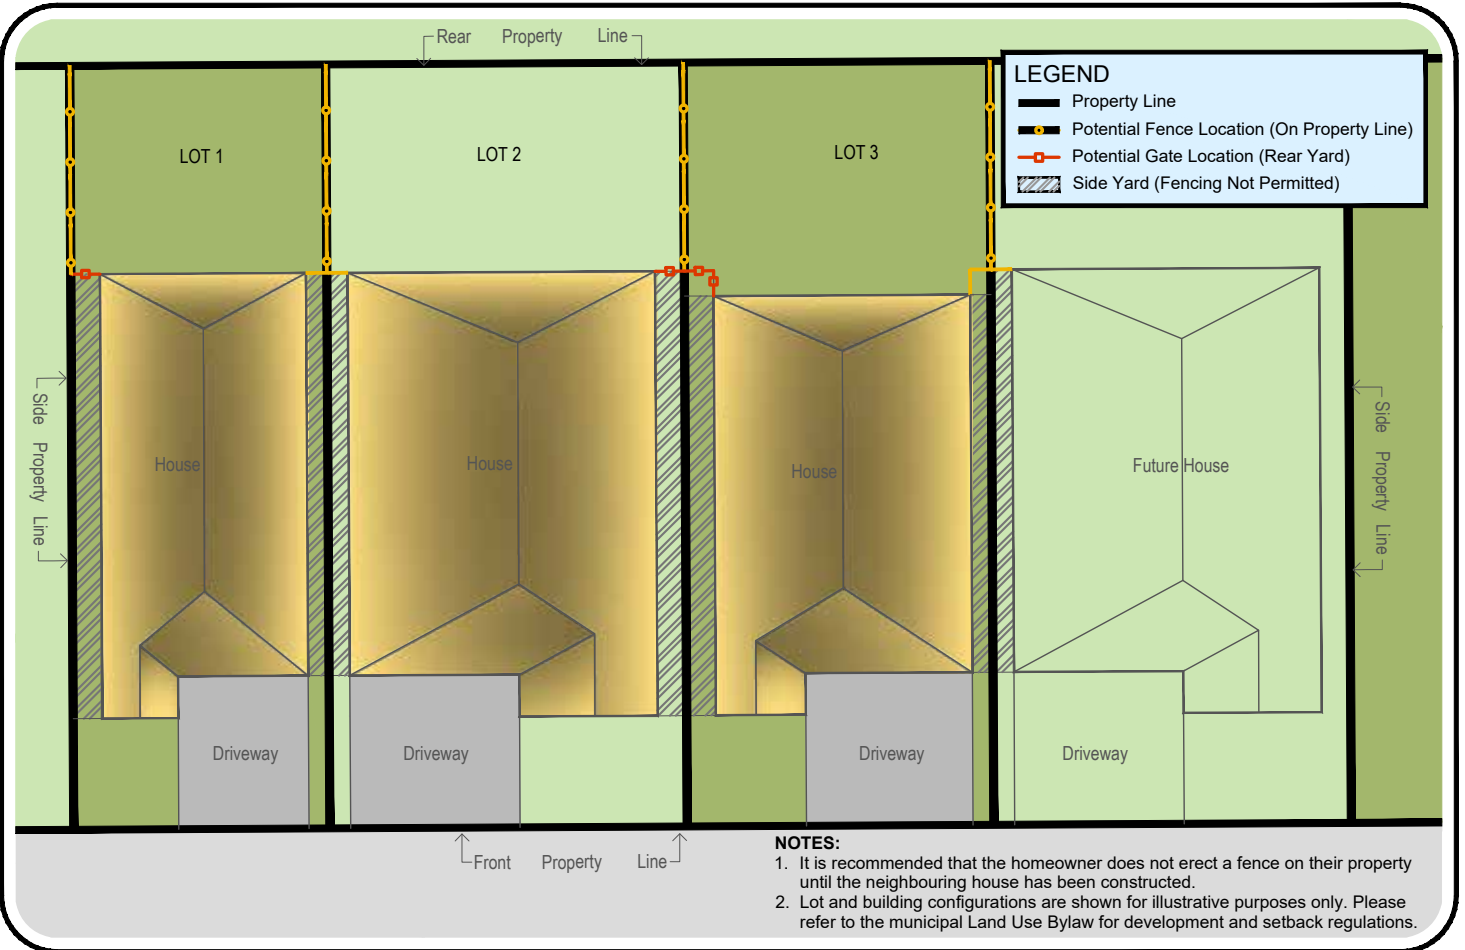 Rear Property Line
LEGEND
Property Line
Potential Fence Location (On Property Line)
Potential Gate Location (Rear Yard)
Side Yard (Fencing Not Permitted)
LOT 1
LOT 2
LOT 3
Side Property Line
House
House
House
Future House
Side Property Line
Driveway
Driveway
Driveway
Driveway
Front Property Line
NOTES:
1. It is recommended that the homeowner does not erect a fence on their property
until the neighbouring house has been constructed.
2. Lot and building configurations are shown for illustrative purposes only. Please
refer to the municipal Land Use Bylaw for development and setback regulations.